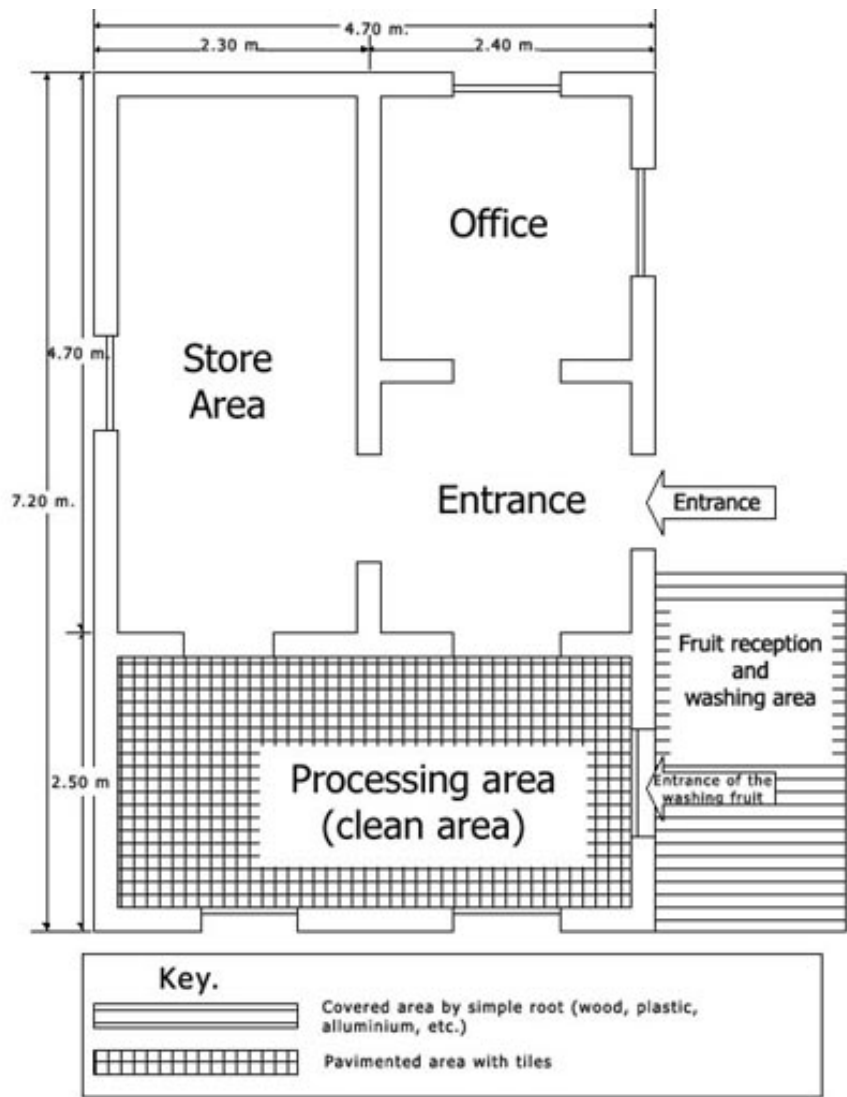 4.70 m.
2.30 m.
2.40 m.
Office
4.70 m.
Store
Area
7.20 m.
Entrance
Entrance
Fruit reception
and
washing area
2.50 m
Processing area
(clean area)
Entrance of the
washing fruit
Key.
Covered area by simple root (wood, plastic,
alluminium, etc.)
Pavimented area with tiles